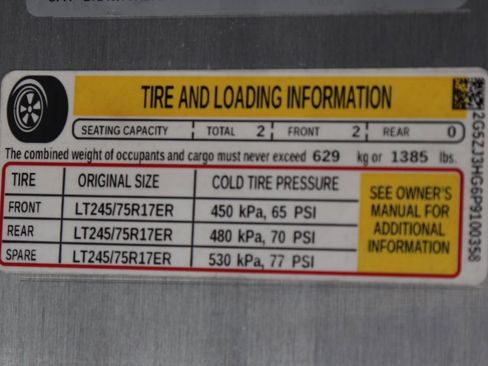 TIRE AND LOADING INFORMATION
SEATING CAPACITY TOTAL 2 FRONT 2 REAR 0
The combined weight of occupants and cargo must never exceed 629 kg or 1385 lbs.
TIRE ORIGINAL SIZE COLD TIRE PRESSURE
FRONT LT245/75R17ER 450 kPa, 65 PSI
REAR LT245/75R17ER 480 kPa, 70 PSI
SPARE LT245/75R17ER 530 kPa, 77 PSI
SEE OWNER'S
MANUAL FOR
ADDITIONAL
INFORMATION
2G5ZJ3HG6P9100358